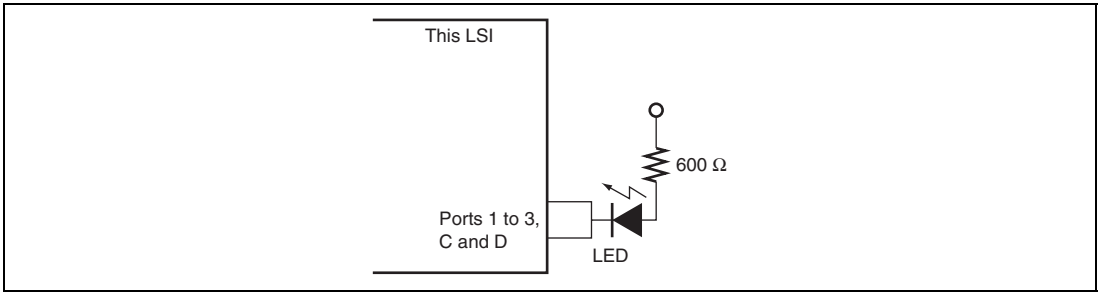 This LSI
600 Ω
Ports 1 to 3,
C and D
LED